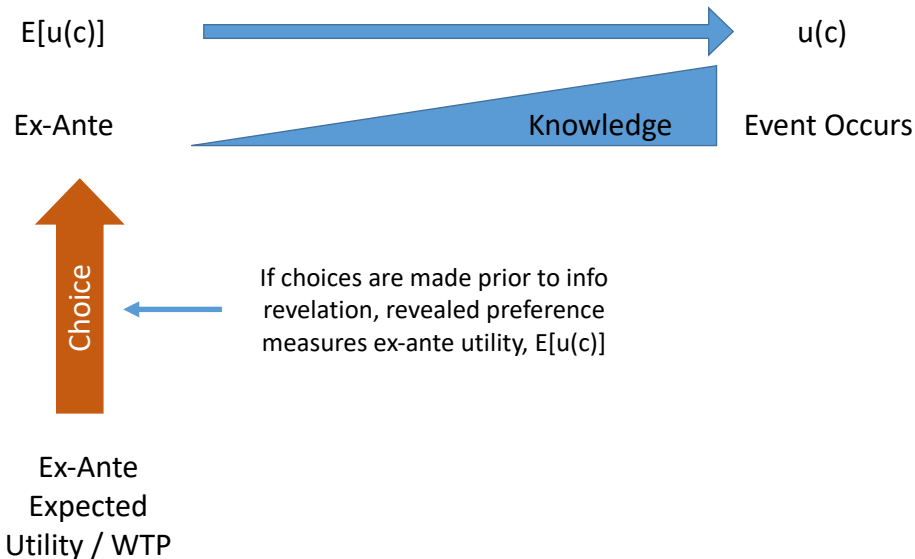 E[u(c)]
u(c)
Ex-Ante
Knowledge
Event Occurs
Choice
If choices are made prior to info
revelation, revealed preference
measures ex-ante utility, E[u(c)]
Ex-Ante
Expected
Utility / WTP